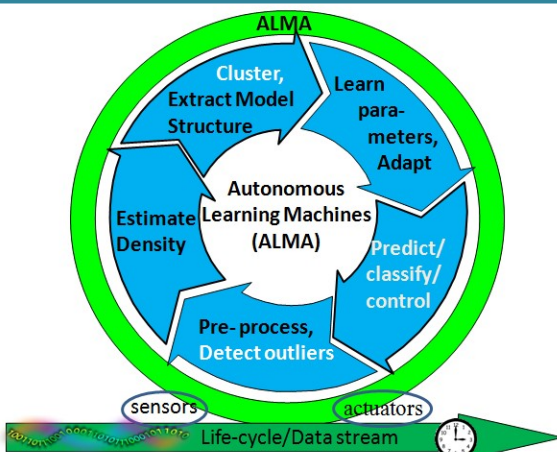 ALMA
Cluster,
Extract Model
Structure
Learn
para-
meters,
Adapt
Autonomous
Learning Machines
(ALMA)
Estimate
Density
Predict/
classify/
control
Pre- process,
Detect outliers
sensors
actuators
Life-cycle/Data stream